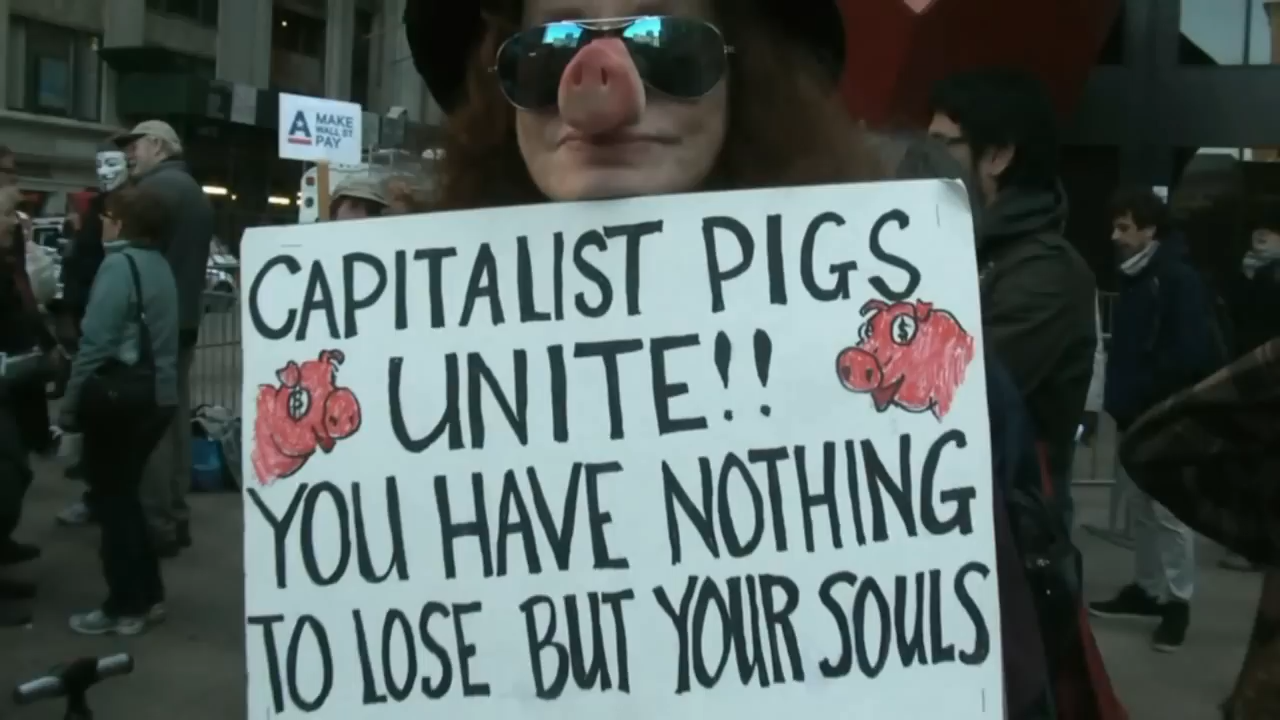 A MAKE
WALL ST
PAY
CAPITALIST PIGS
UNITE!!
YOU HAVE NOTHING
TO LOSE BUT YOUR SOULS